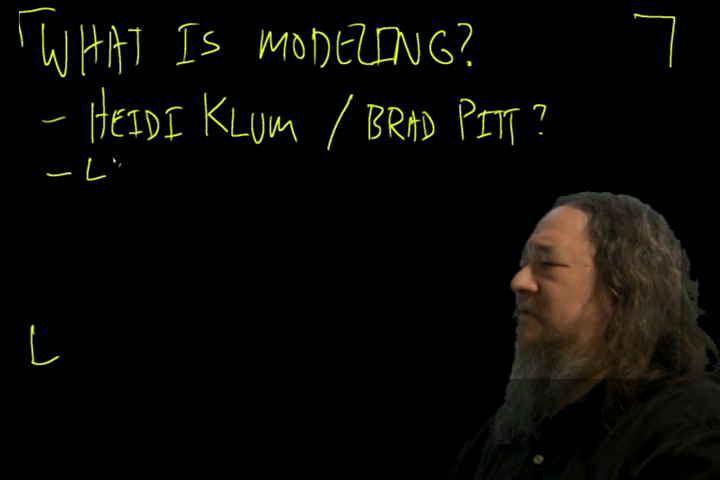 WHAT IS MODELING?
- HEIDI KLUM / BRAD PITT?
- L